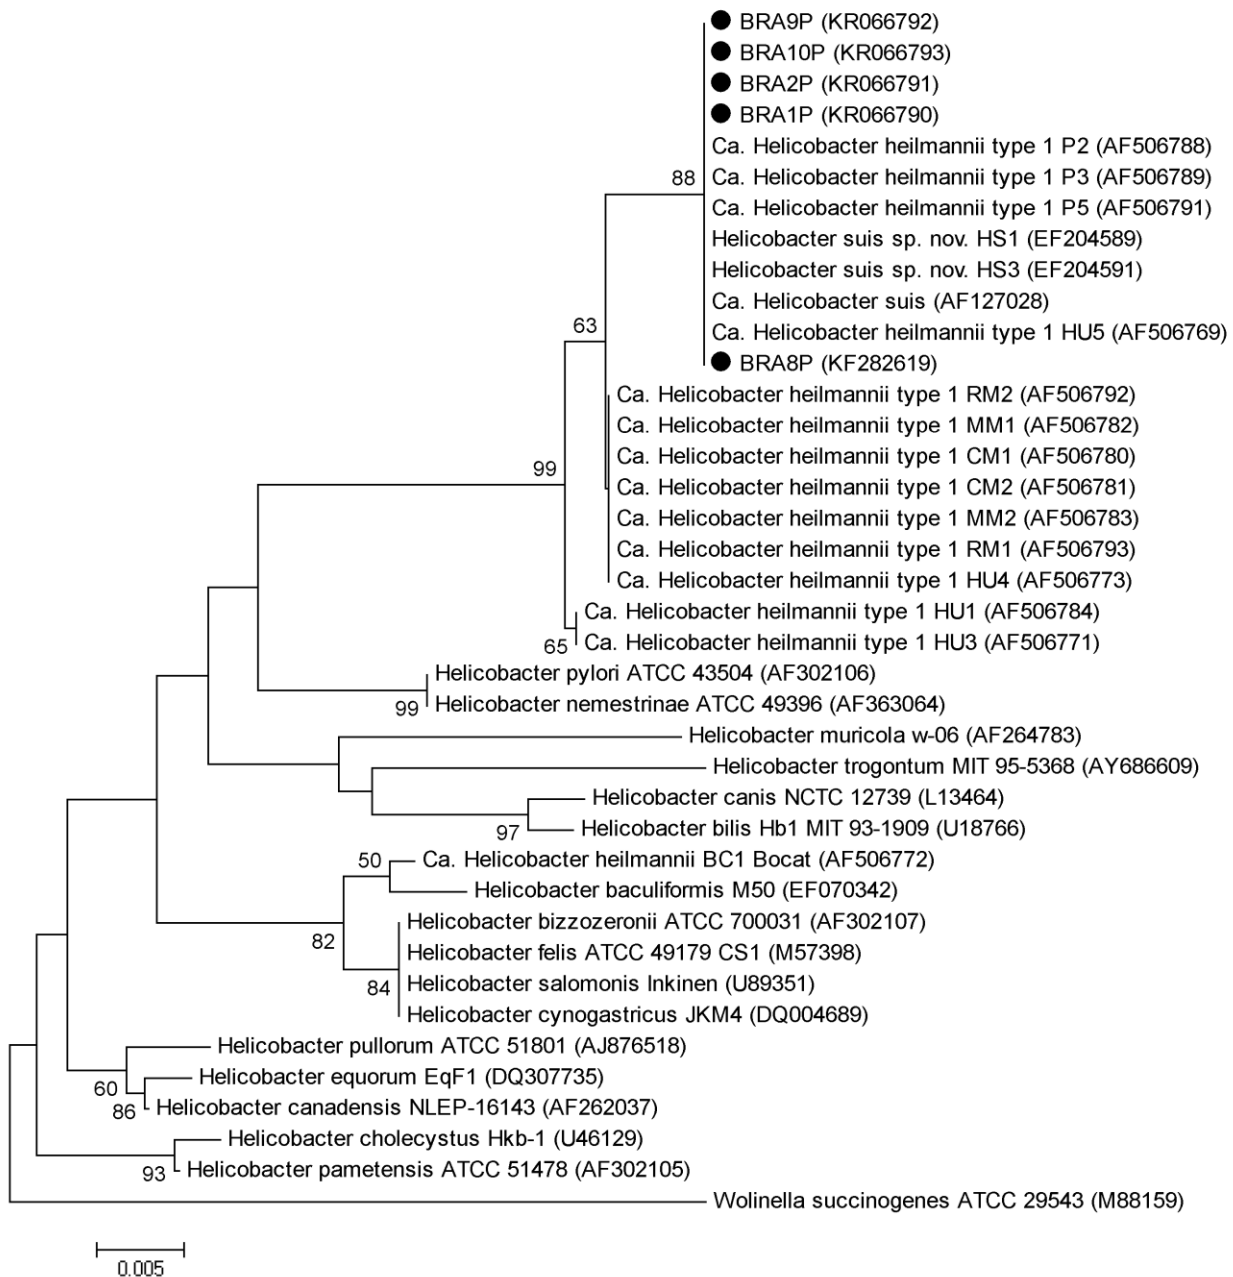 BRA9P (KR066792)
BRA10P (KR066793)
BRA2P (KR066791)
BRA1P (KR066790)
Ca. Helicobacter heilmannii type 1 P2 (AF506788)
88
Ca. Helicobacter heilmannii type 1 P3 (AF506789)
Ca. Helicobacter heilmannii type 1 P5 (AF506791)
Helicobacter suis sp. nov. HS1 (EF204589)
Helicobacter suis sp. nov. HS3 (EF204591)
Ca. Helicobacter suis (AF127028)
63
Ca. Helicobacter heilmannii type 1 HU5 (AF506769)
BRA8P (KF282619)
Ca. Helicobacter heilmannii type 1 RM2 (AF506792)
Ca. Helicobacter heilmannii type 1 MM1 (AF506782)
Ca. Helicobacter heilmannii type 1 CM1 (AF506780)
99
Ca. Helicobacter heilmannii type 1 CM2 (AF506781)
Ca. Helicobacter heilmannii type 1 MM2 (AF506783)
Ca. Helicobacter heilmannii type 1 RM1 (AF506793)
Ca. Helicobacter heilmannii type 1 HU4 (AF506773)
Ca. Helicobacter heilmannii type 1 HU1 (AF506784)
65
Ca. Helicobacter heilmannii type 1 HU3 (AF506771)
Helicobacter pylori ATCC 43504 (AF302106)
99
Helicobacter nemestrinae ATCC 49396 (AF363064)
Helicobacter muricola w-06 (AF264783)
Helicobacter trogontum MIT 95-5368 (AY686609)
Helicobacter canis NCTC 12739 (L13464)
97
Helicobacter bilis Hb1 MIT 93-1909 (U18766)
50
Ca. Helicobacter heilmannii BC1 Bocat (AF506772)
Helicobacter baculiformis M50 (EF070342)
Helicobacter bizzozeronii ATCC 700031 (AF302107)
82
Helicobacter felis ATCC 49179 CS1 (M57398)
Helicobacter salomonis Inkinen (U89351)
84
Helicobacter cynogastricus JKM4 (DQ004689)
Helicobacter pullorum ATCC 51801 (AJ876518)
Helicobacter equorum EqF1 (DQ307735)
60
86
Helicobacter canadensis NLEP-16143 (AF262037)
Helicobacter cholecystus Hkb-1 (U46129)
93
Helicobacter pametensis ATCC 51478 (AF302105)
Wolinella succinogenes ATCC 29543 (M88159)
0.005